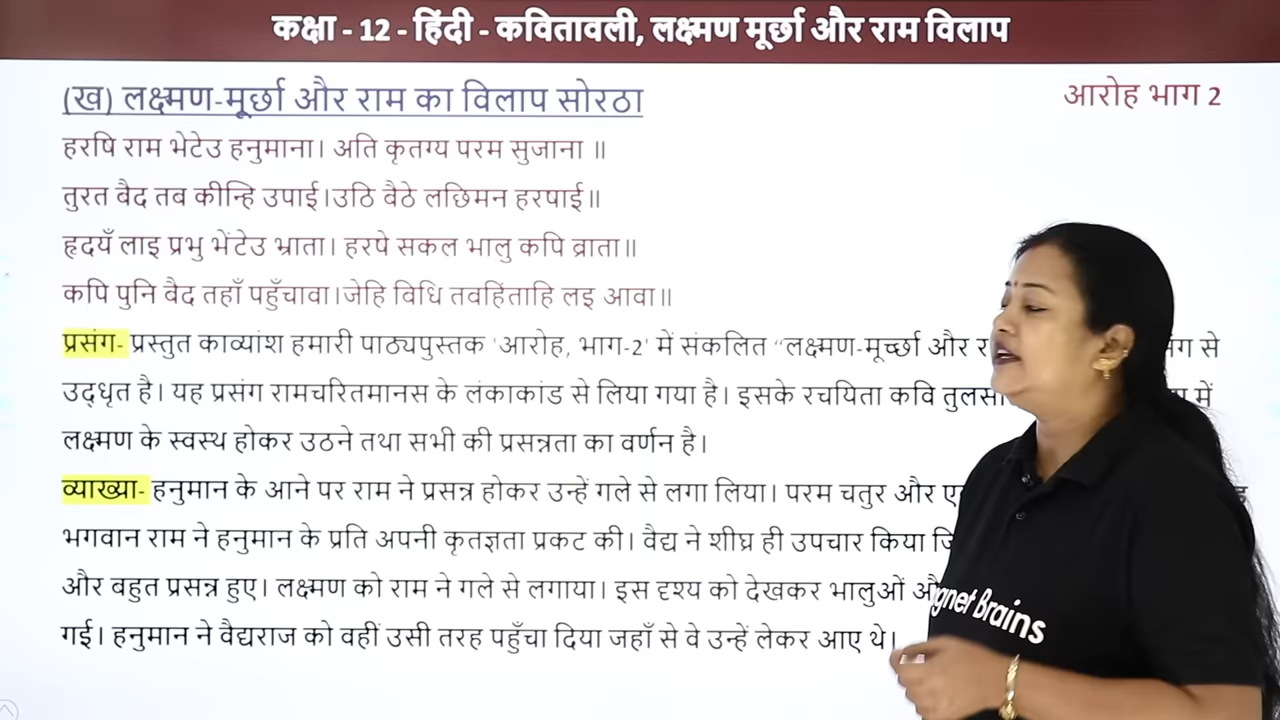 कक्षा - 12 - हिंदी - कवितावली, लक्ष्मण मूर्छा और राम विलाप
(ख) लक्ष्मण-मूर्छा और राम का विलाप सोरठा
आरोह भाग 2
हरषि राम भेटेउ हनुमाना। अति कृतग्य परम सुजाना ॥
तुरत बैद तब कीन्हि उपाई।उठि बैठे लछिमन हरषाई॥
हृदयँ लाइ प्रभु भेंटेउ भ्राता। हरषे सकल भालु कपि ब्राता॥
कपि पुनि वैद तहाँ पहुँचावा।जेहि विधि तवहिंताहि लइ आवा॥
प्रसंग- प्रस्तुत काव्यांश हमारी पाठ्यपुस्तक 'आरोह, भाग-2' में संकलित “लक्ष्मण-मूर्च्छा और से
उद्धृत है। यह प्रसंग रामचरितमानस के लंकाकांड से लिया गया है। इसके रचयिता कवि में
लक्ष्मण के स्वस्थ होकर उठने तथा सभी की प्रसन्नता का वर्णन है।
व्याख्या- हनुमान के आने पर राम ने प्रसन्न होकर उन्हें गले से लगा लिया। परम चतुर और
भगवान राम ने हनुमान के प्रति अपनी कृतज्ञता प्रकट की। वैद्य ने शीघ्र ही उपचार किया
और बहुत प्रसन्न हुए। लक्ष्मण को राम ने गले से लगाया। इस दृश्य को देखकर भालुओं
गई। हनुमान ने वैद्यराज को वहीं उसी तरह पहुँचा दिया जहाँ से वे उन्हें लेकर आए थे।
gnet Brains